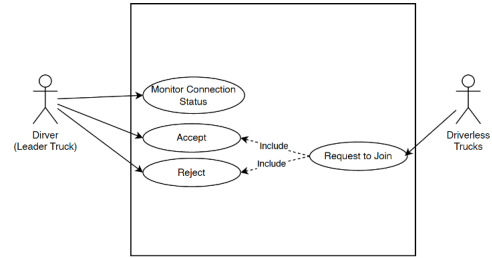 Monitor Connection
Status
Accept
Reject
Include
Include
Request to Join
Dirver
(Leader Truck)
Driverless
Trucks